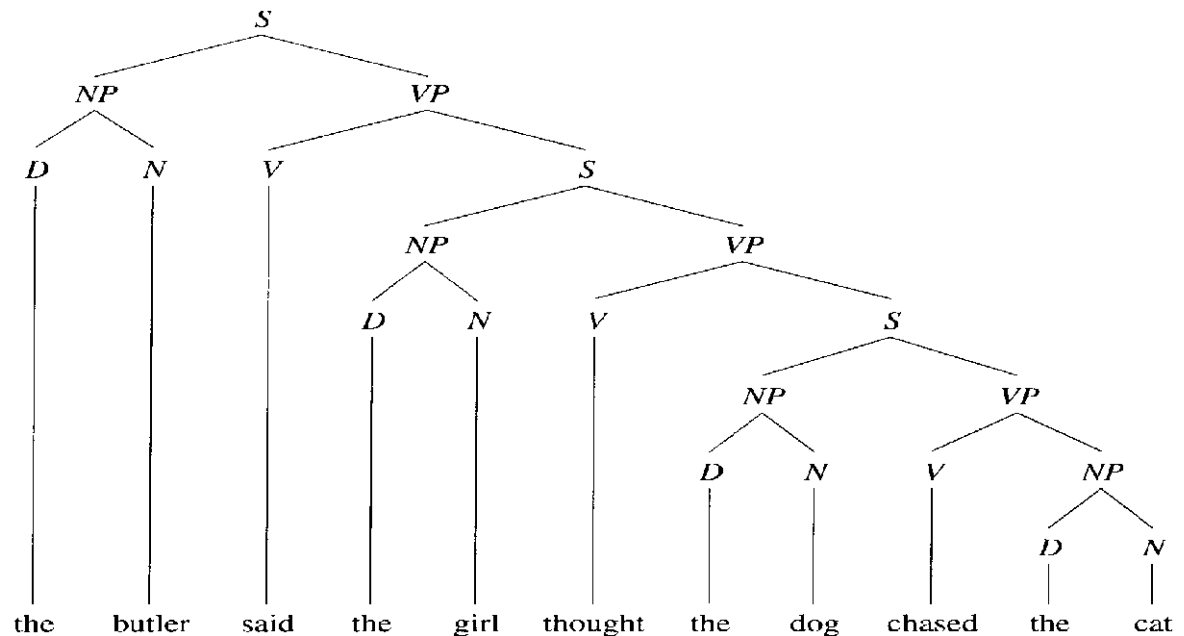 S
NP VP
D N V S
NP VP
D N V S
NP VP
D N V NP
D N
the butler said the girl thought the dog chased the cat